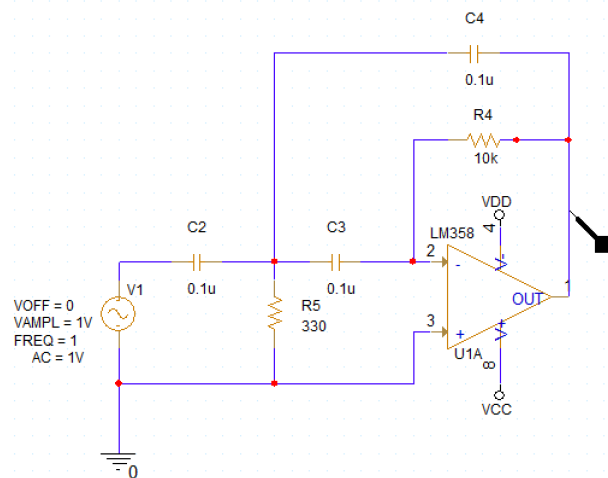 C4
0.1u
R4
10k
VDD
4
LM358
C2
C3
2
-
V-
0.1u
0.1u
V1
R5
330
OUT
1
VOFF = 0
VAMPL = 1V
FREQ = 1
AC = 1V
3
+
V+
U1A
8
VCC
0